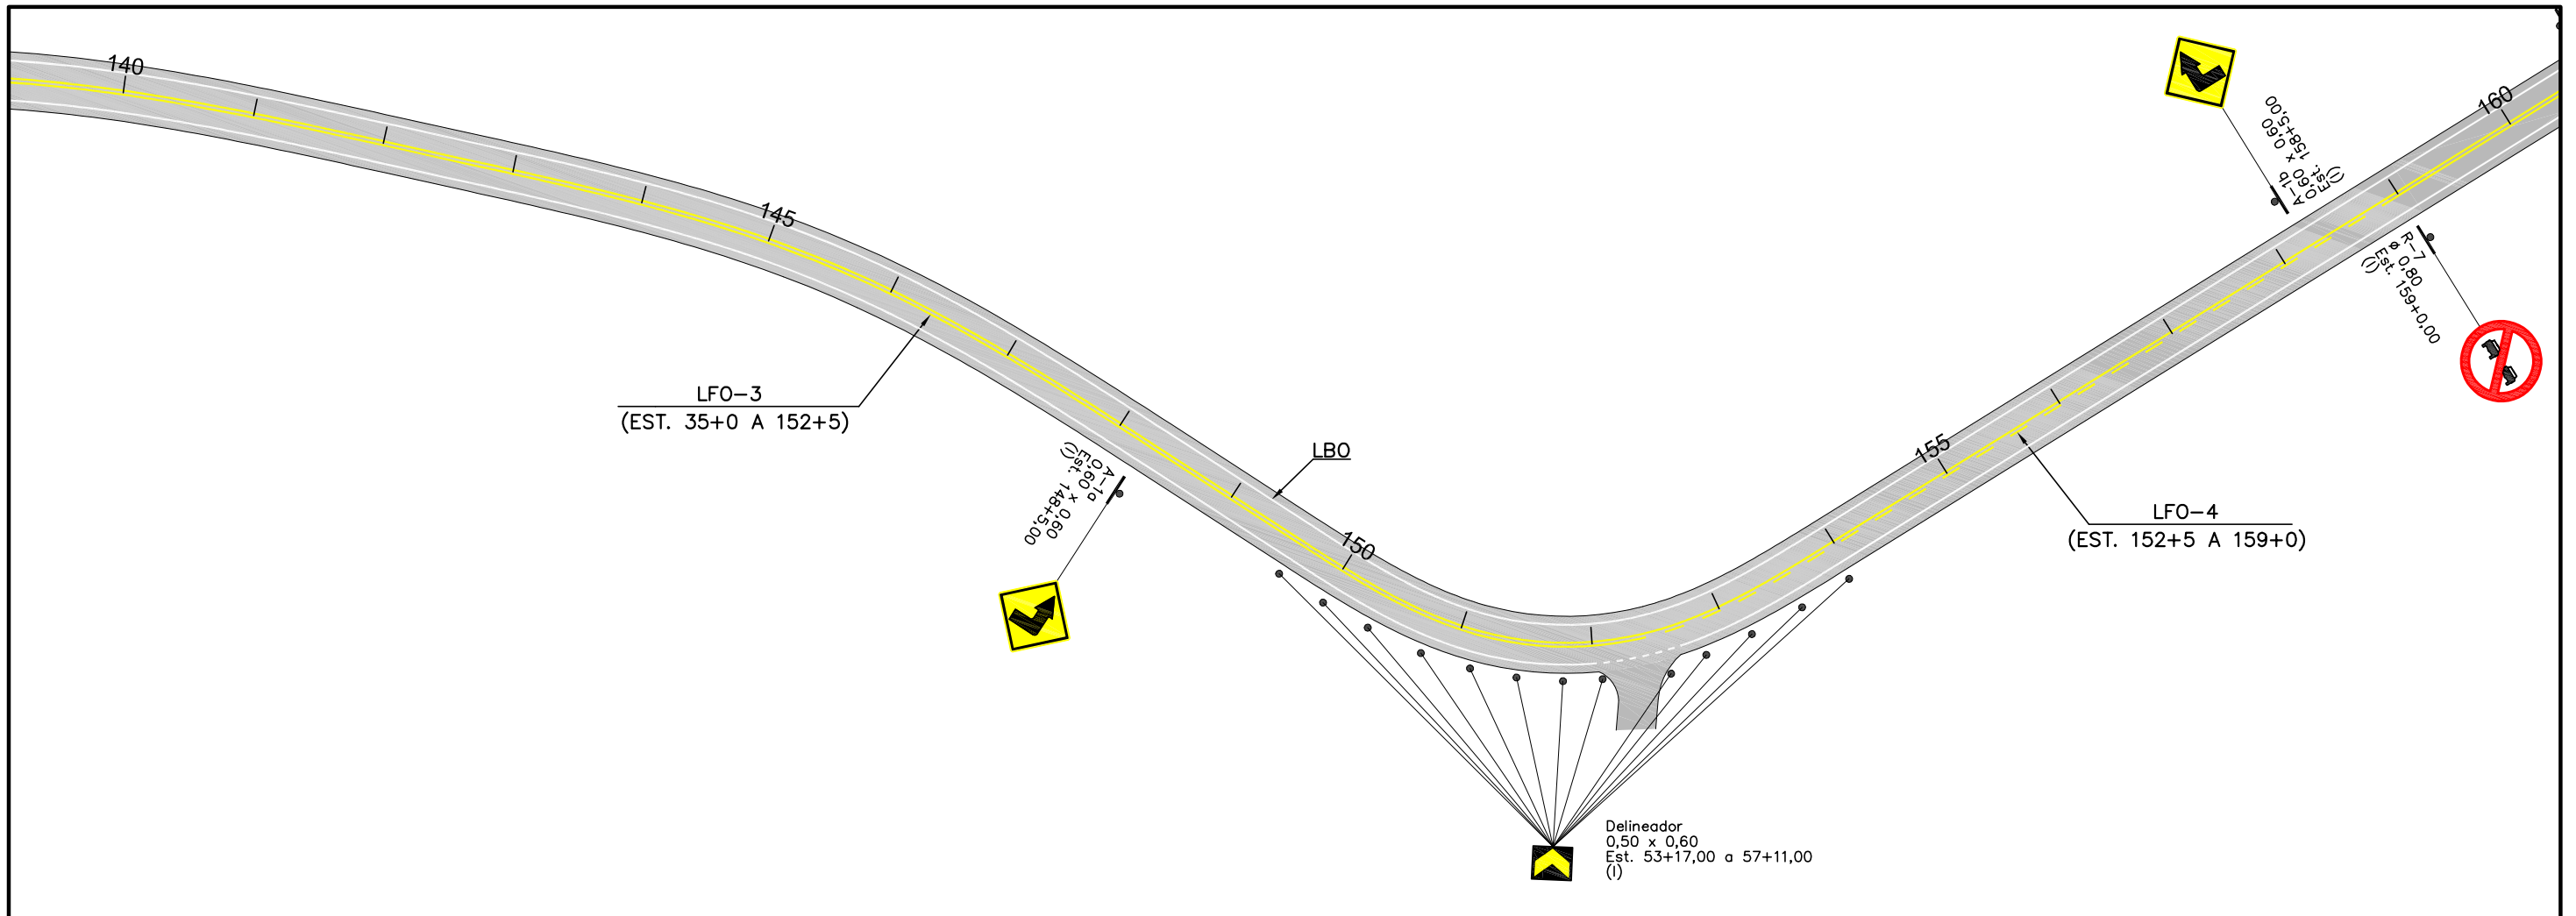 140
145
LFO-3
(EST. 35+0 A 152+5)
A-1a
0,60 x 0,60
Est. 148+5,00
(I)
LBO
150
155
160
A-1b
0,60 x 0,60
Est. 158+5,00
(I)
R-7
ø 0,80
Est. 159+0,00
(I)
LFO-4
(EST. 152+5 A 159+0)
Delineador
0,50 x 0,60
Est. 53+17,00 a 57+11,00
(I)